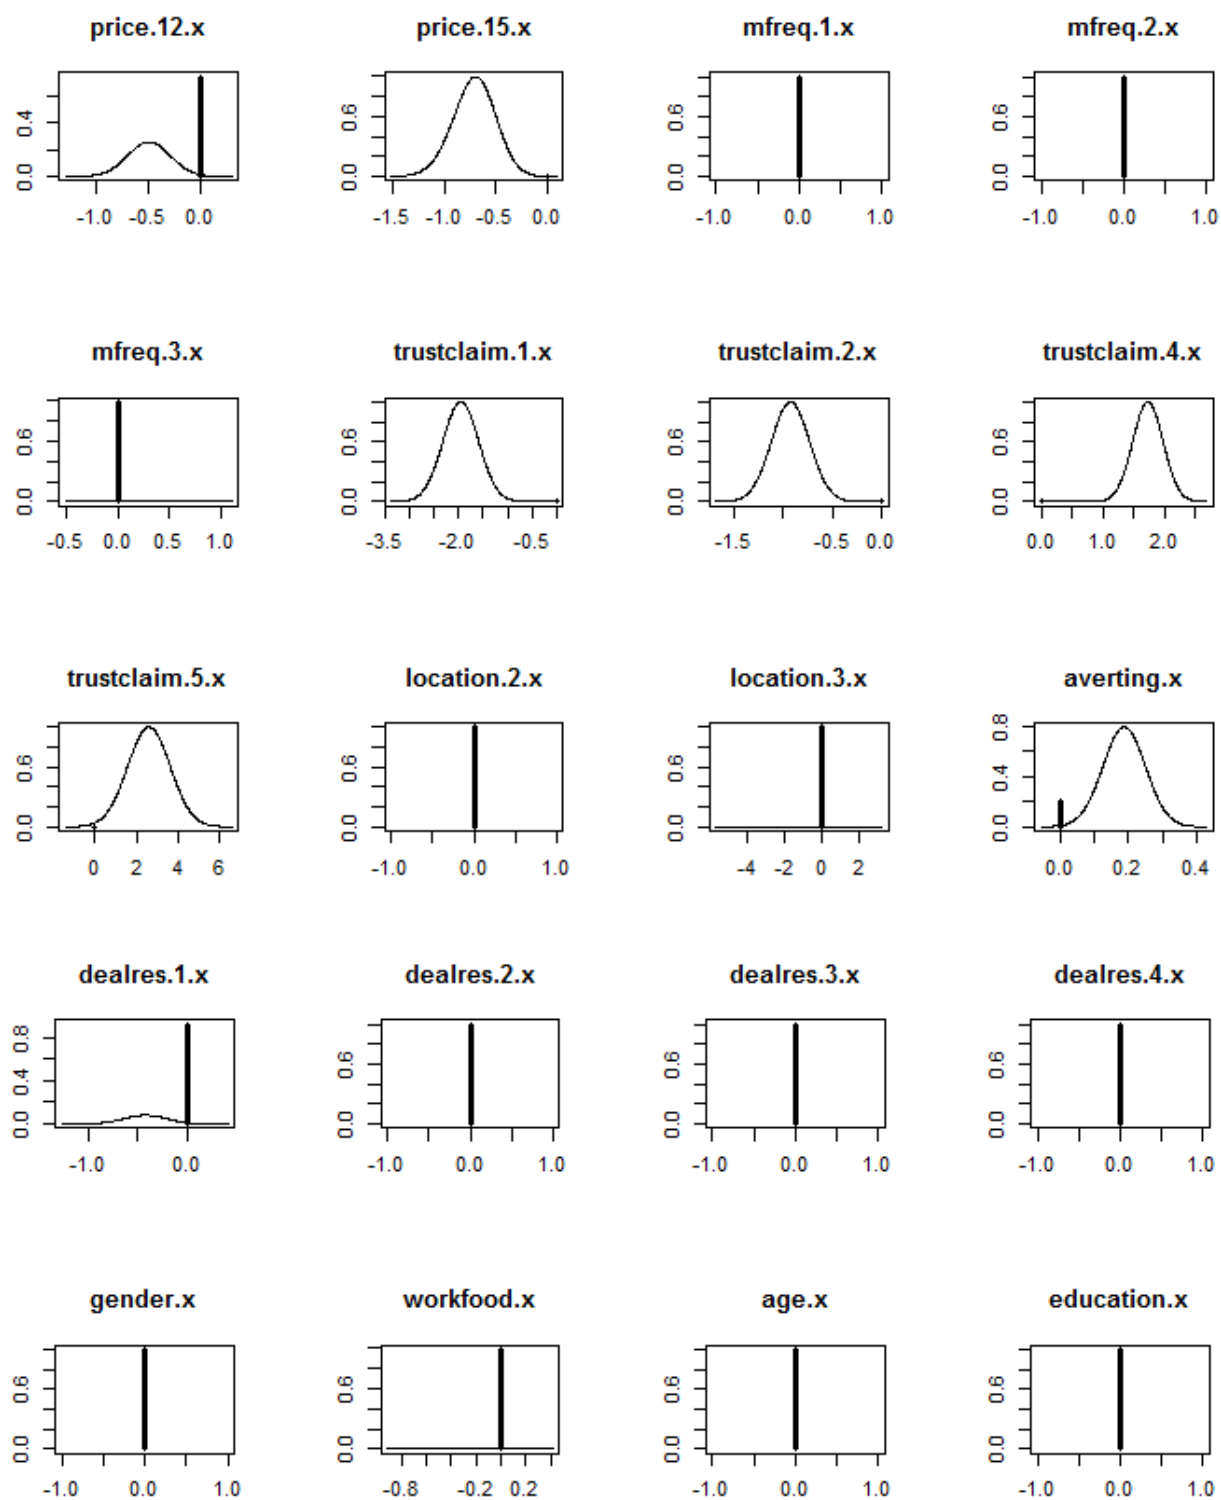 price.12.x price.15.x mfreq.1.x mfreq.2.x
0.0 0.4 0.0 0.6 0.0 0.6 0.0 0.6
-1.0 -0.5 0.0 -1.5 -1.0 -0.5 0.0 -1.0 0.0 1.0 -1.0 0.0 1.0
mfreq.3.x trustclaim.1.x trustclaim.2.x trustclaim.4.x
0.0 0.6 0.0 0.6 0.0 0.6 0.0 0.6
-0.5 0.0 0.5 1.0 -3.5 -2.0 -0.5 -1.5 -0.5 0.0 0.0 1.0 2.0
trustclaim.5.x location.2.x location.3.x averting.x
0.0 0.6 0.0 0.6 0.0 0.6 0.0 0.4 0.8
0 2 4 6 -1.0 0.0 1.0 -4 -2 0 2 0.0 0.2 0.4
dealres.1.x dealres.2.x dealres.3.x dealres.4.x
0.0 0.4 0.8 0.0 0.6 0.0 0.6 0.0 0.6
-1.0 0.0 -1.0 0.0 1.0 -1.0 0.0 1.0 -1.0 0.0 1.0
gender.x workfood.x age.x education.x
0.0 0.6 0.0 0.6 0.0 0.6 0.0 0.6
-1.0 0.0 1.0 -0.8 -0.2 0.2 -1.0 0.0 1.0 -1.0 0.0 1.0